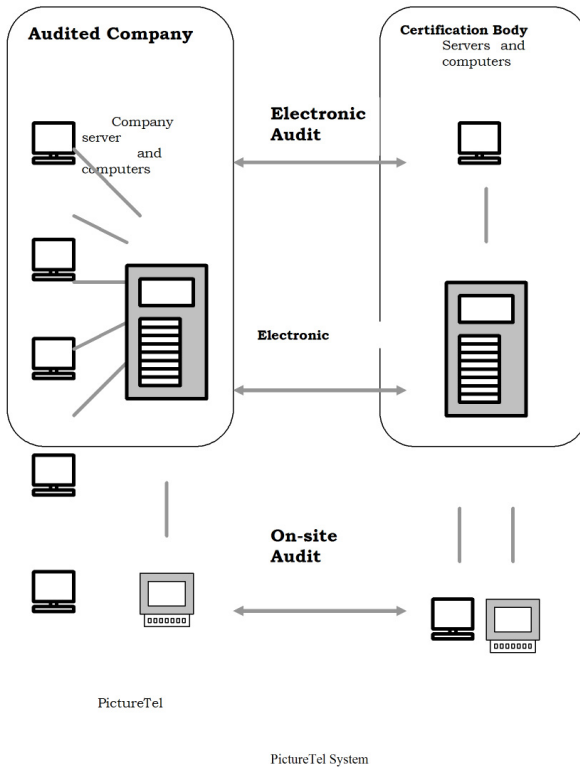 Audited Company
Certification Body
Servers and
computers
Company
server
and
computers
Electronic
Audit
Electronic
On-site
Audit
PictureTel
PictureTel System